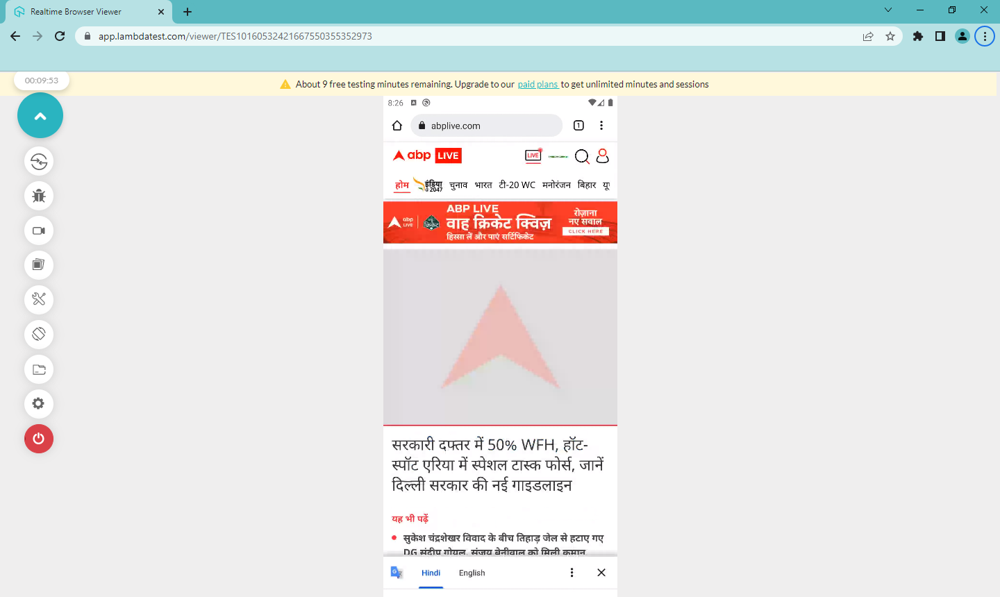 Realtime Browser Viewer
app.lambdatest.com/viewer/TES10160532421667550355352973
00:09:53
About 9 free testing minutes remaining. Upgrade to our paid plans to get unlimited minutes and sessions
8:26
abplive.com
1
abp LIVE
LIVE
होम इंडिया @ 2047 चुनाव भारत टी-20 WC मनोरंजन बिहार
ABP LIVE
abp LIVE
वाह क्रिकेट क्विज़
हिस्सा लें और पाएं सर्टिफिकेट
रोज़ाना
नए सवाल
CLICK HERE
सरकारी दफ्तर में 50% WFH, हॉट-
स्पॉट एरिया में स्पेशल टास्क फोर्स, जानें
दिल्ली सरकार की नई गाइडलाइन
यह भी पढ़ें
सुकेश चंद्रशेखर विवाद के बीच तिहाड़ जेल से हटाए गए
DG संदीप गोयल, संजय बेनीवाल को मिली कमान
Hindi English